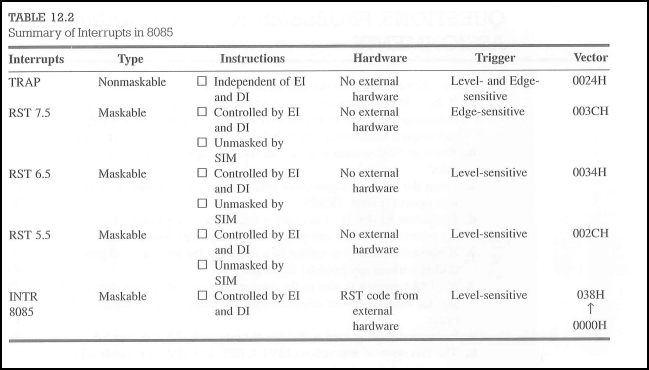 TABLE 12.2
Summary of Interrupts in 8085
Interrupts Type Instructions Hardware Trigger Vector
TRAP Nonmaskable ☐ Independent of EI No external Level- and Edge- 0024H
and DI hardware sensitive
RST 7.5 Maskable ☐ Controlled by EI No external Edge-sensitive 003CH
and DI hardware
☐ Unmasked by
SIM
RST 6.5 Maskable ☐ Controlled by EI No external Level-sensitive 0034H
and DI hardware
☐ Unmasked by
SIM
RST 5.5 Maskable ☐ Controlled by EI No external Level-sensitive 002CH
and DI hardware
☐ Unmasked by
SIM
INTR Maskable ☐ Controlled by EI RST code from Level-sensitive 038H
8085 and DI external ↑
hardware 0000H